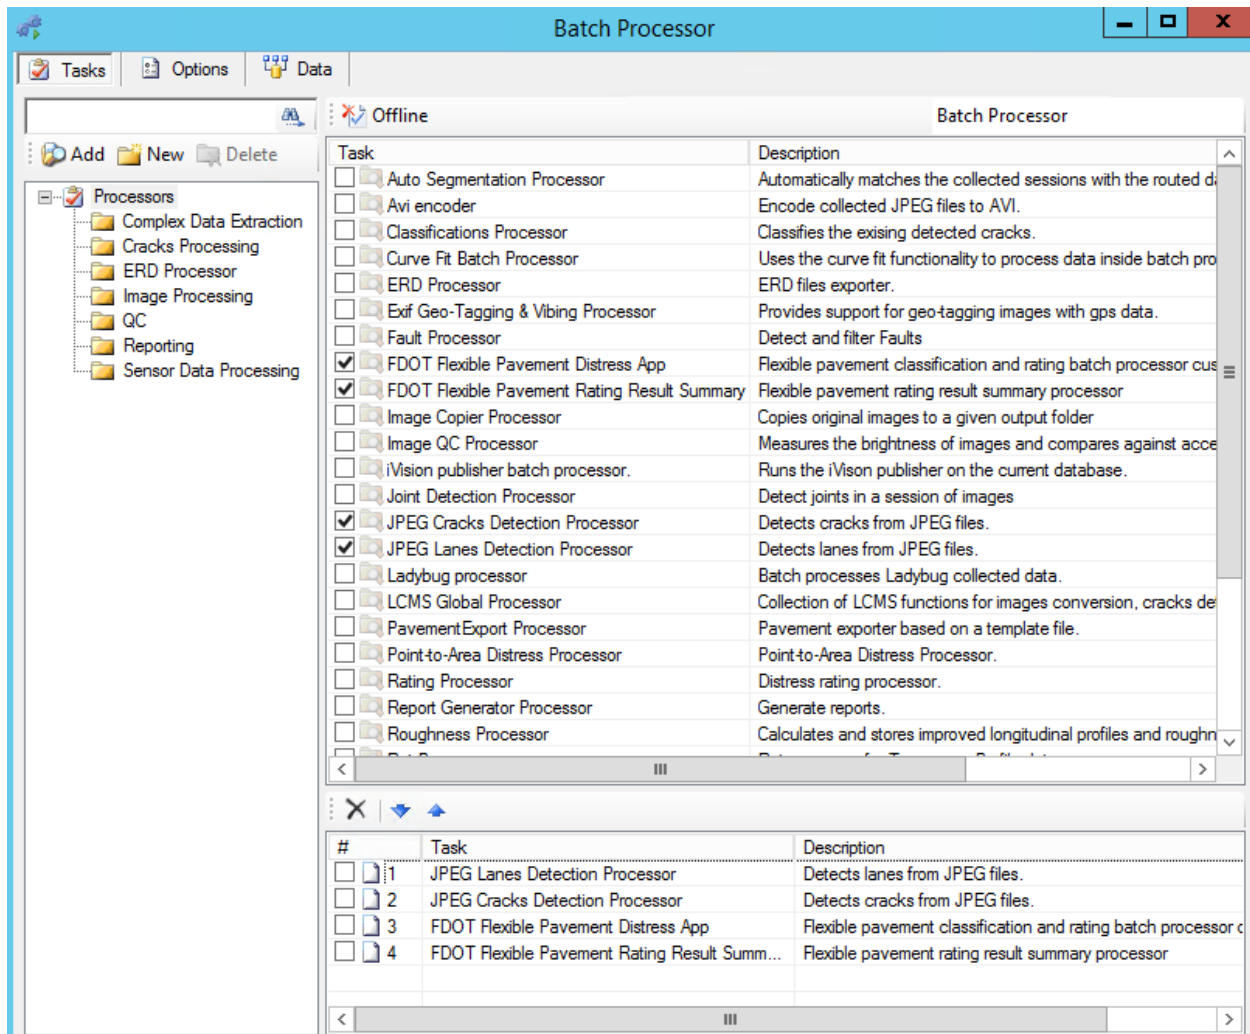 Batch Processor
Tasks Options Data
Offline Batch Processor
Add New Delete
Processors
Complex Data Extraction
Cracks Processing
ERD Processor
Image Processing
QC
Reporting
Sensor Data Processing
Task Description
Auto Segmentation Processor Automatically matches the collected sessions with the routed da
Avi encoder Encode collected JPEG files to AVI.
Classifications Processor Classifies the exising detected cracks.
Curve Fit Batch Processor Uses the curve fit functionality to process data inside batch pro
ERD Processor ERD files exporter.
Exif Geo-Tagging & Vibing Processor Provides support for geo-tagging images with gps data.
Fault Processor Detect and filter Faults
FDOT Flexible Pavement Distress App Flexible pavement classification and rating batch processor cus
FDOT Flexible Pavement Rating Result Summary Flexible pavement rating result summary processor
Image Copier Processor Copies original images to a given output folder
Image QC Processor Measures the brightness of images and compares against acce
iVision publisher batch processor. Runs the iVison publisher on the current database.
Joint Detection Processor Detect joints in a session of images
JPEG Cracks Detection Processor Detects cracks from JPEG files.
JPEG Lanes Detection Processor Detects lanes from JPEG files.
Ladybug processor Batch processes Ladybug collected data.
LCMS Global Processor Collection of LCMS functions for images conversion, cracks de
PavementExport Processor Pavement exporter based on a template file.
Point-to-Area Distress Processor Point-to-Area Distress Processor.
Rating Processor Distress rating processor.
Report Generator Processor Generate reports.
Roughness Processor Calculates and stores improved longitudinal profiles and roughn
# Task Description
1 JPEG Lanes Detection Processor Detects lanes from JPEG files.
2 JPEG Cracks Detection Processor Detects cracks from JPEG files.
3 FDOT Flexible Pavement Distress App Flexible pavement classification and rating batch processor c
4 FDOT Flexible Pavement Rating Result Summ... Flexible pavement rating result summary processor